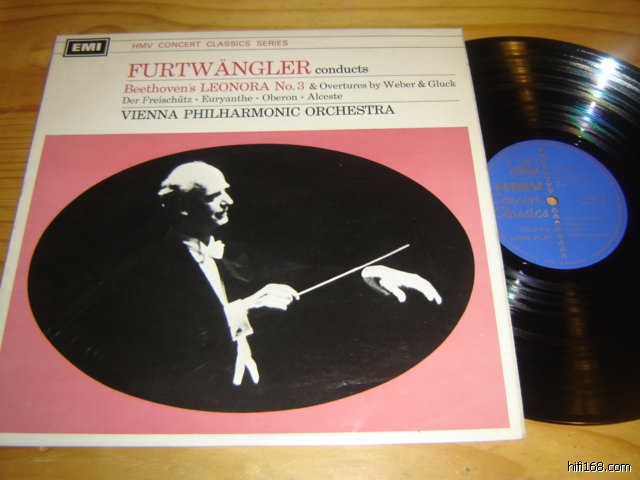 EMI
HMV CONCERT CLASSICS SERIES
FURTWÄNGLER conducts
Beethoven's LEONORA No. 3 & Overtures by Weber & Gluck
Der Freischütz • Euryanthe • Oberon • Alceste
VIENNA PHILHARMONIC ORCHESTRA
HMV
Concert
Classics
LONG PLAY
hifi168.com